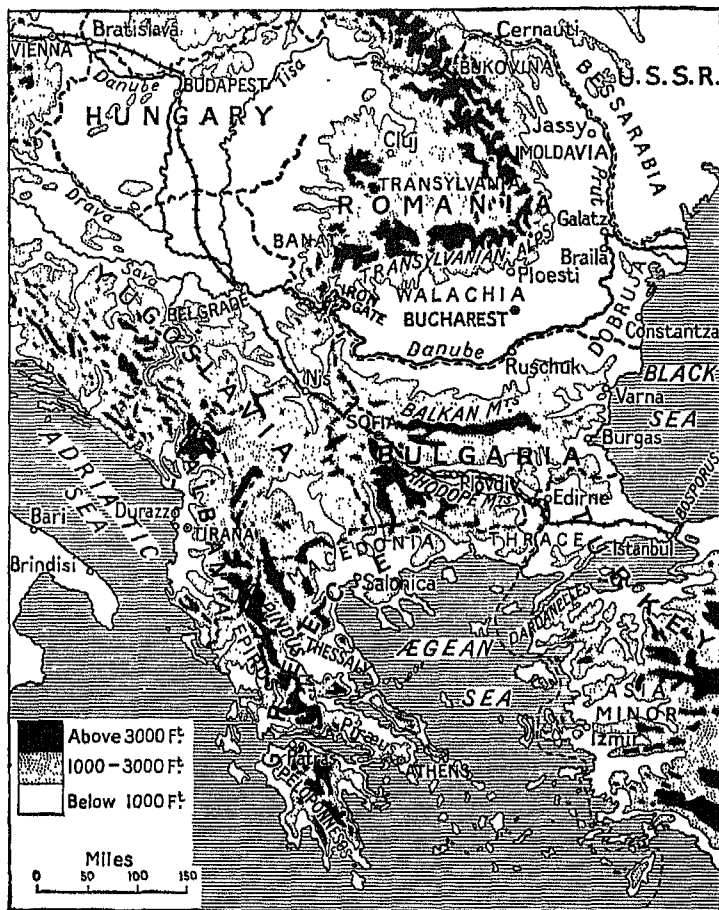 Bratislava
Cernauti
VIENNA
BUKOVINA
U.S.S.R.
Danube
BUDAPEST
Tisa
BESSARABIA
HUNGARY
Jassy
Cluj
MOLDAVIA
Prut
TRANSYLVANIA
Drava
ROMANIA
Galatz
BANAT
TRANSYLVANIAN ALPS
Braila
Sava
Ploesti
YUGOSLAVIA
BELGRADE
IRON GATE
WALACHIA
DOBRUJA
BUCHAREST
Constantza
Danube
Ruschuk
BLACK SEA
Nis
Varna
BALKAN Mts
SOFIA
Burgas
BULGARIA
ADRIATIC SEA
Plovdiv
RHODOPE Mts
Edirne
BOSPORUS
Bari
Durazzo
TIRANA
ALBANIA
MACEDONIA
THRACE
Istanbul
TURKEY
Brindisi
Salonica
DARDANELLES
PINDUS
EPIRUS
GREECE
THESSALY
ÆGEAN SEA
ASIA MINOR
Izmir
Piræus
Patras
ATHENS
PELOPONNESE
Above 3000 Ft.
1000-3000 Ft.
Below 1000 Ft.
Miles
0 50 100 150